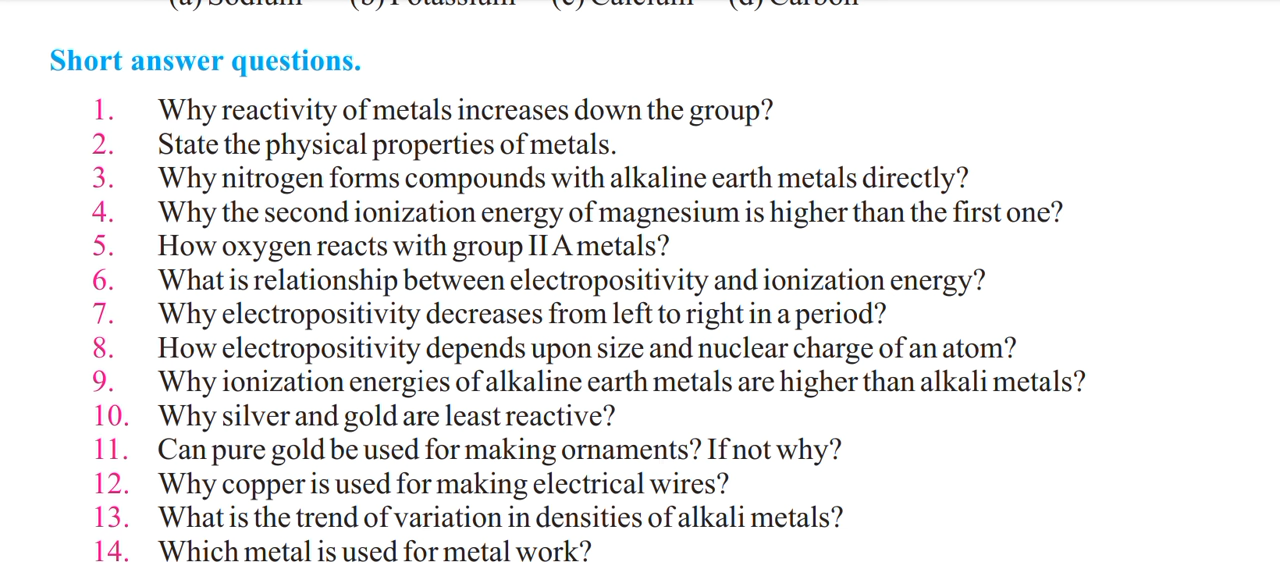 (a) Sodium (b) Potassium (c) Calcium (d) Carbon
Short answer questions.
1. Why reactivity of metals increases down the group?
2. State the physical properties of metals.
3. Why nitrogen forms compounds with alkaline earth metals directly?
4. Why the second ionization energy of magnesium is higher than the first one?
5. How oxygen reacts with group II A metals?
6. What is relationship between electropositivity and ionization energy?
7. Why electropositivity decreases from left to right in a period?
8. How electropositivity depends upon size and nuclear charge of an atom?
9. Why ionization energies of alkaline earth metals are higher than alkali metals?
10. Why silver and gold are least reactive?
11. Can pure gold be used for making ornaments? If not why?
12. Why copper is used for making electrical wires?
13. What is the trend of variation in densities of alkali metals?
14. Which metal is used for metal work?